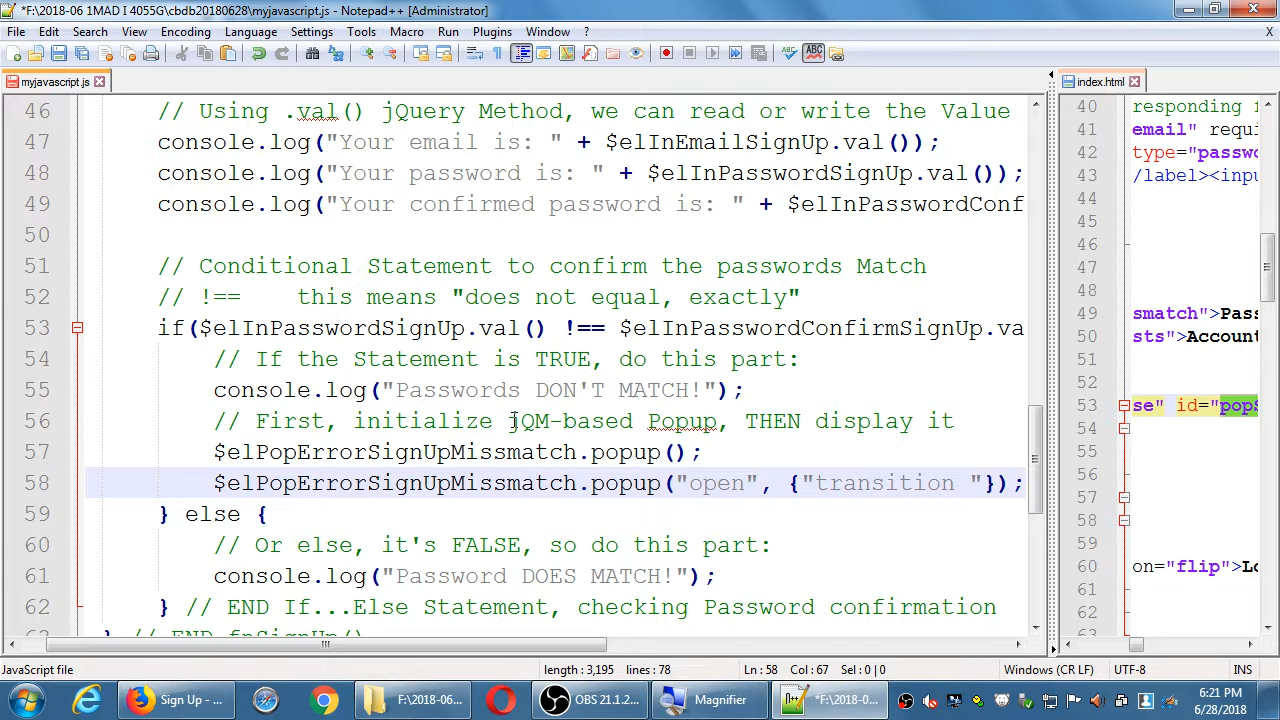 *F:\2018-06 1MAD I 4055G\cbdb20180628\myjavascript.js - Notepad++ [Administrator]
File Edit Search View Encoding Language Settings Tools Macro Run Plugins Window ? X
myjavascript.js
index.html
46 // Using .val() jQuery Method, we can read or write the Value
47 console.log("Your email is: " + $elInEmailSignUp.val());
48 console.log("Your password is: " + $elInPasswordSignUp.val());
49 console.log("Your confirmed password is: " + $elInPasswordConf
50
51 // Conditional Statement to confirm the passwords Match
52 // !== this means "does not equal, exactly"
53 if($elInPasswordSignUp.val() !== $elInPasswordConfirmSignUp.va
54 // If the Statement is TRUE, do this part:
55 console.log("Passwords DON'T MATCH!");
56 // First, initialize jQM-based Popup, THEN display it
57 $elPopErrorSignUpMissmatch.popup();
58 $elPopErrorSignUpMissmatch.popup("open", {"transition "});
59 } else {
60 // Or else, it's FALSE, so do this part:
61 console.log("Password DOES MATCH!");
62 } // END If...Else Statement, checking Password confirmation
63 } // END fnSignUp()
40 responding
41 email" requi
42 type="passwo
43 /label><inpu
44
45
46
47
48
49 smatch">Pass
50 sts">Account
51
52
53 se" id="pop
54
55
56
57
58
59
60 on="flip">Lo
61
62
63
JavaScript file length : 3,195 lines : 78 Ln : 58 Col : 67 Sel : 0 | 0 Windows (CR LF) UTF-8 INS
Sign Up - ...
F:\2018-06...
OBS 21.1.2...
Magnifier
*F:\2018-0...
6:21 PM
6/28/2018